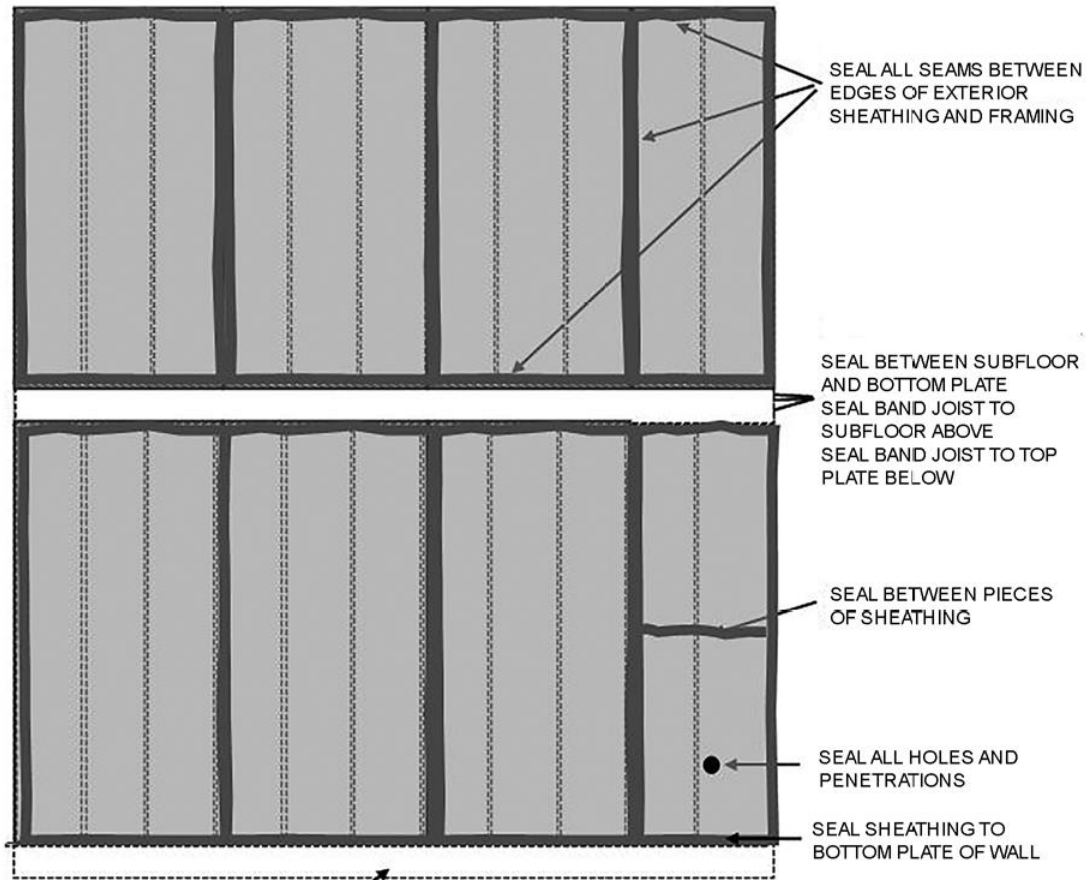 SEAL ALL SEAMS BETWEEN
EDGES OF EXTERIOR
SHEATHING AND FRAMING
SEAL BETWEEN SUBFLOOR
AND BOTTOM PLATE
SEAL BAND JOIST TO
SUBFLOOR ABOVE
SEAL BAND JOIST TO TOP
PLATE BELOW
SEAL BETWEEN PIECES
OF SHEATHING
SEAL ALL HOLES AND
PENETRATIONS
SEAL SHEATHING TO
BOTTOM PLATE OF WALL